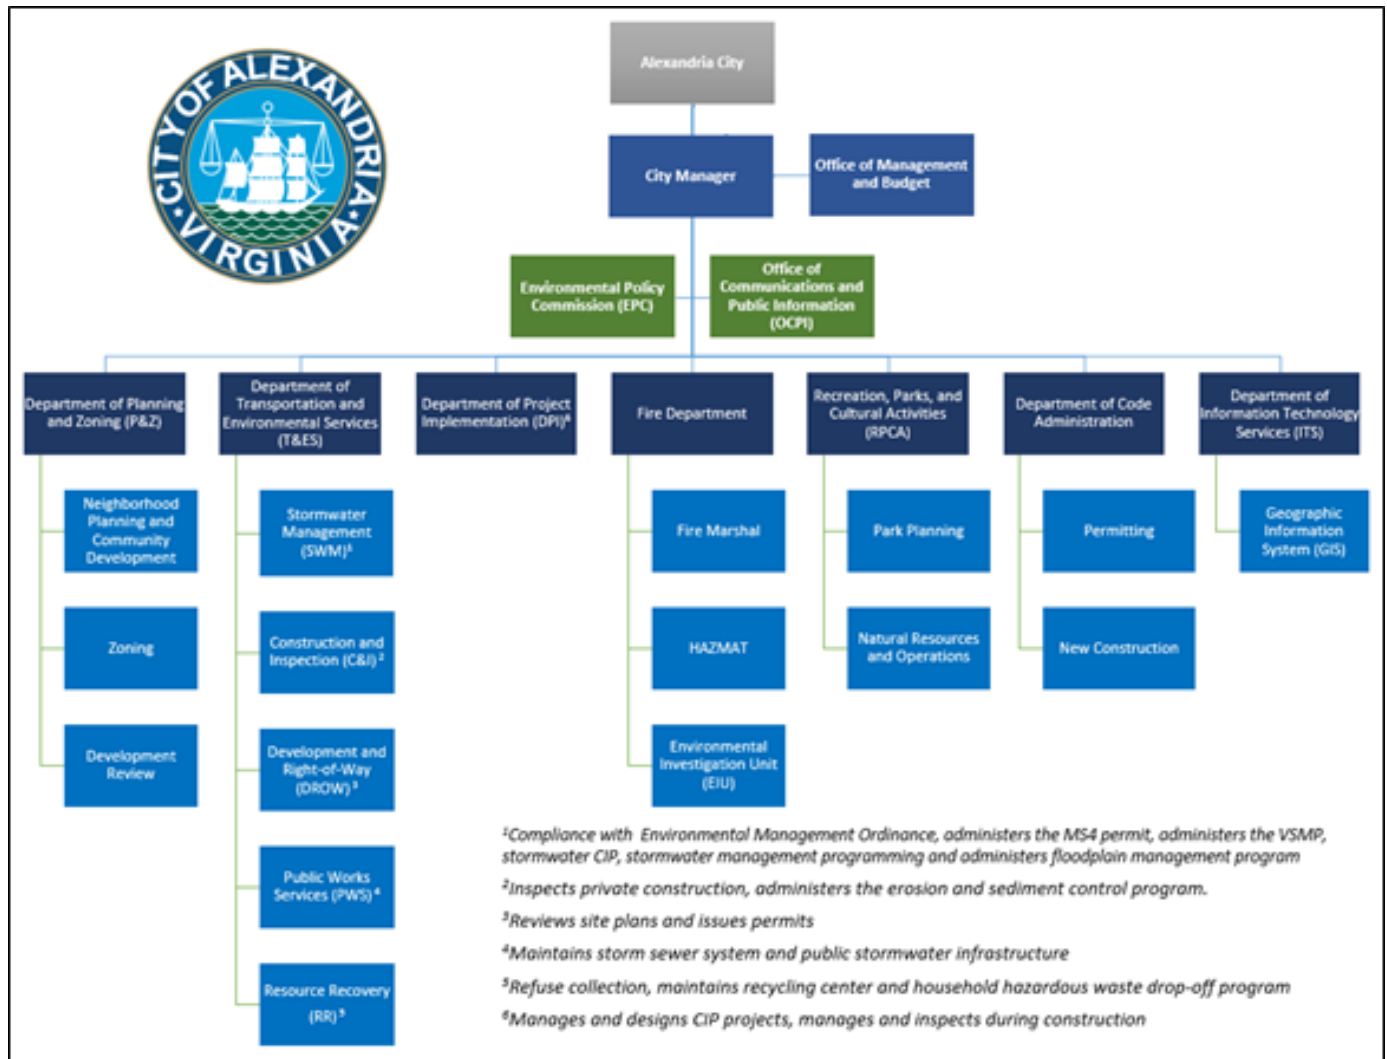 CITY OF ALEXANDRIA
VIRGINIA
Alexandria City
City Manager
Office of Management
and Budget
Environmental Policy
Commission (EPC)
Office of
Communications and
Public Information
(OCPI)
Department of Planning
and Zoning (P&Z)
Department of
Transportation and
Environmental Services
(T&ES)
Department of Project
Implementation (DPI)⁶
Fire Department
Recreation, Parks, and
Cultural Activities
(RPCA)
Department of Code
Administration
Department of
Information Technology
Services (ITS)
Neighborhood
Planning and
Community
Development
Zoning
Development
Review
Stormwater
Management
(SWM)¹
Construction and
Inspection (C&I) ²
Development and
Right-of-Way
(DROW) ³
Public Works
Services (PWS) ⁴
Resource Recovery
(RR) ⁵
Fire Marshal
HAZMAT
Environmental
Investigation Unit
(EIU)
Park Planning
Natural Resources
and Operations
Permitting
New Construction
Geographic
Information
System (GIS)
¹Compliance with Environmental Management Ordinance, administers the MS4 permit, administers the VSMP,
stormwater CIP, stormwater management programming and administers floodplain management program
²Inspects private construction, administers the erosion and sediment control program.
³Reviews site plans and issues permits
⁴Maintains storm sewer system and public stormwater infrastructure
⁵Refuse collection, maintains recycling center and household hazardous waste drop-off program
⁶Manages and designs CIP projects, manages and inspects during construction